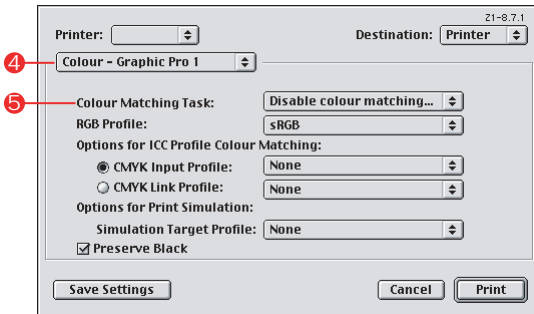 Z1-8.7.1
Printer: Destination: Printer
4 Colour - Graphic Pro 1
5 Colour Matching Task: Disable colour matching...
RGB Profile: sRGB
Options for ICC Profile Colour Matching:
CMYK Input Profile: None
CMYK Link Profile: None
Options for Print Simulation:
Simulation Target Profile: None
Preserve Black
Save Settings Cancel Print